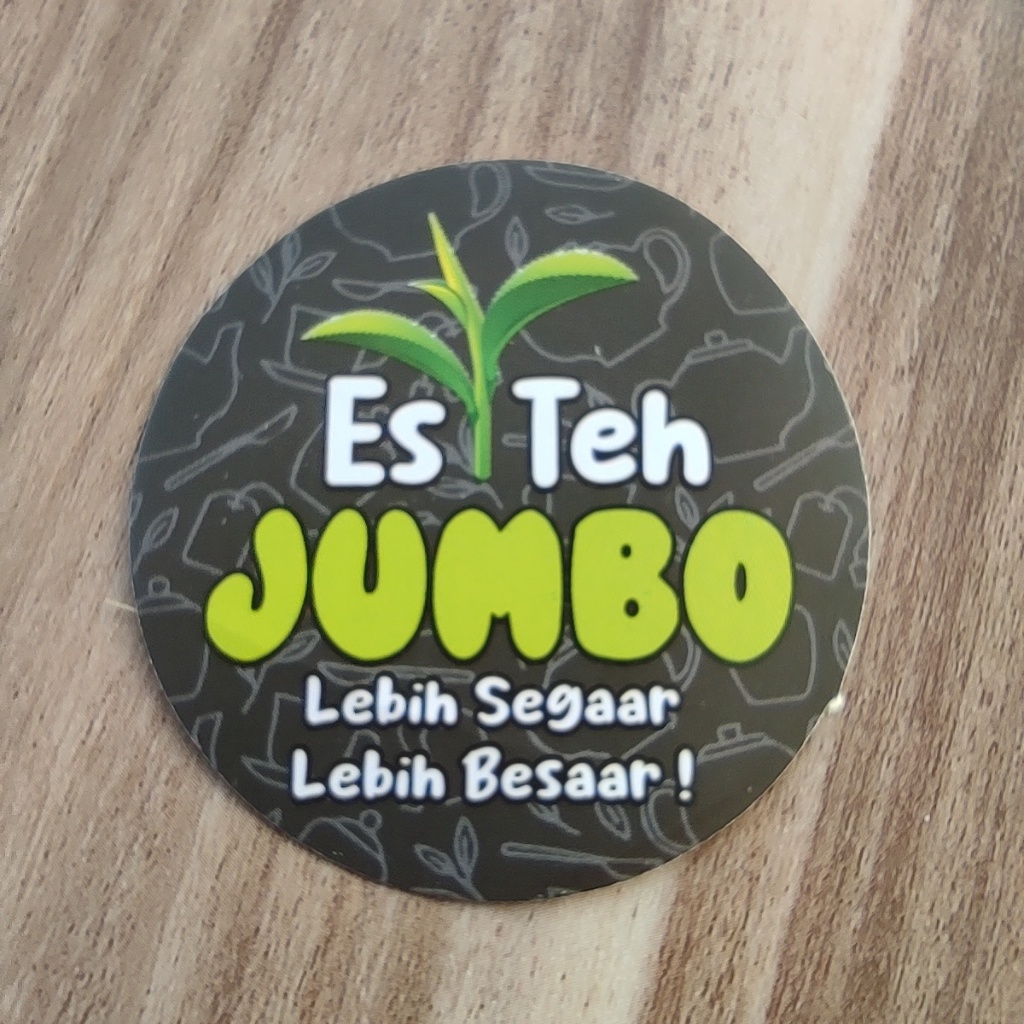 Es Teh
JUMBO
Lebih Segaar
Lebih Besaar !